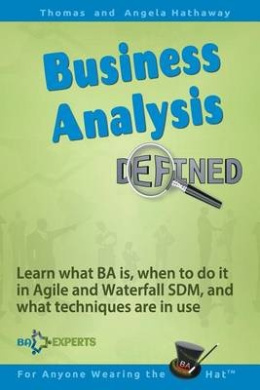 Thomas and Angela Hathaway
Business
Analysis
DEFINED
Learn what BA is, when to do it
in Agile and Waterfall SDM, and
what techniques are in use
BA EXPERTS
For Anyone Wearing the BA Hat™